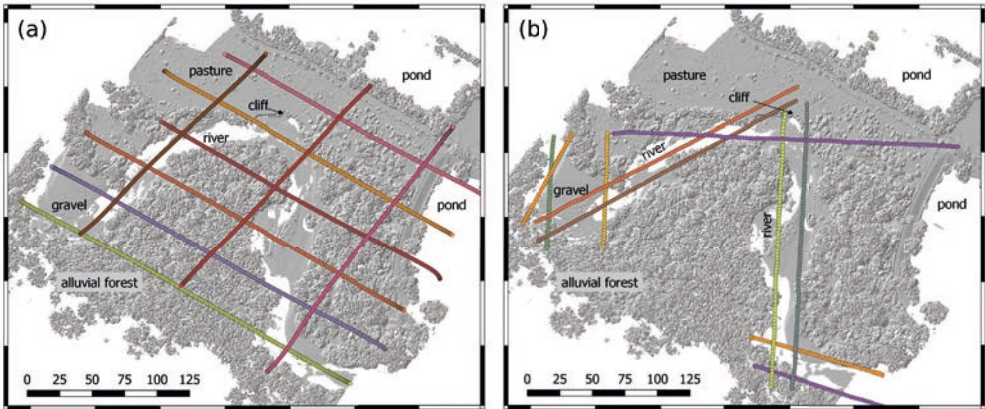 (a)
pasture
pond
cliff
river
gravel
pond
alluvial forest
0 25 50 75 100 125
(b)
pasture
pond
cliff
river
gravel
pond
river
alluvial forest
0 25 50 75 100 125